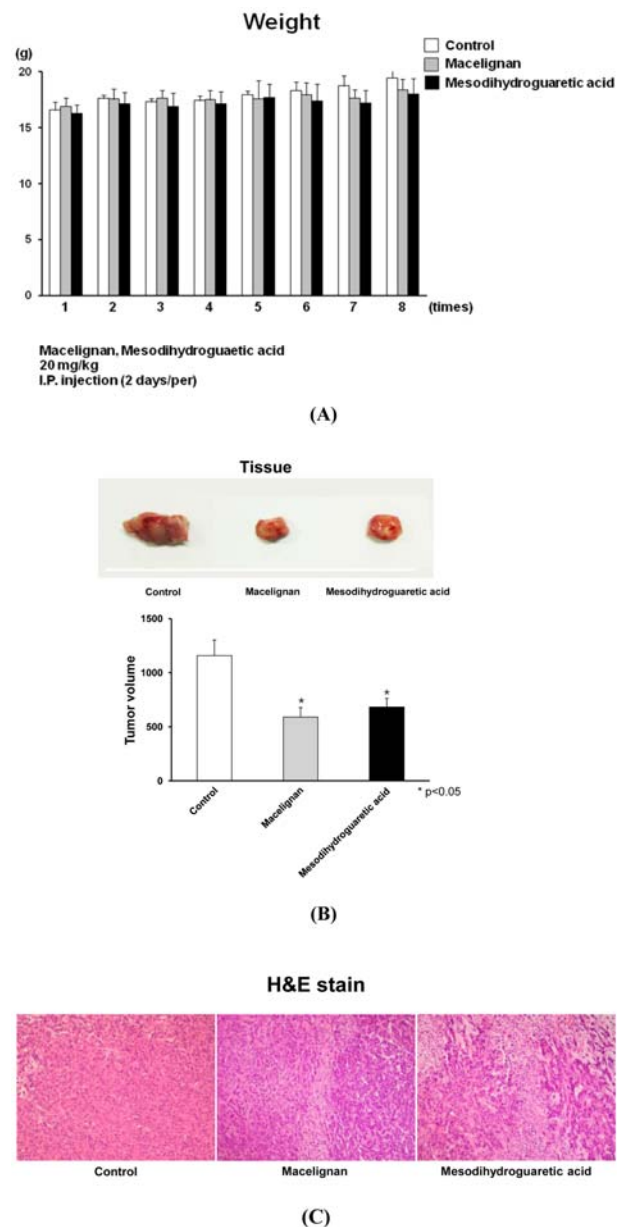 Weight
(g)
Control
Macelignan
Mesodihydroguaretic acid
20
15
10
5
0
1 2 3 4 5 6 7 8 (times)
Macelignan, Mesodihydroguaetic acid
20 mg/kg
I.P. injection (2 days/per)
(A)
Tissue
Control Macelignan Mesodihydroguaretic acid
1500
1000
500
0
Tumor volume
* *
* p<0.05
Control
Macelignan
Mesodihydroguaretic acid
(B)
H&E stain
Control Macelignan Mesodihydroguaretic acid
(C)